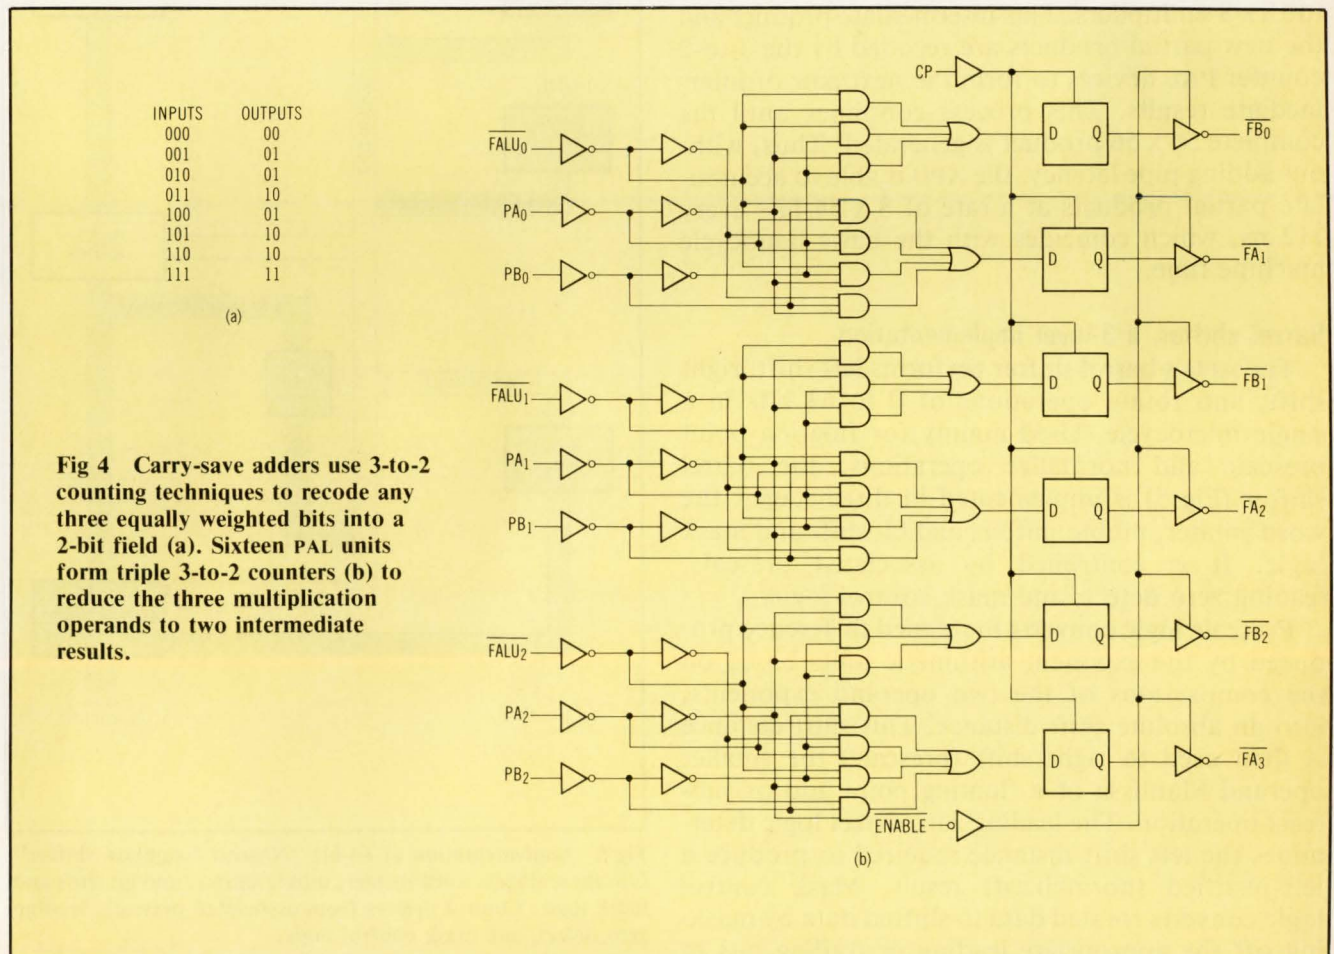 INPUTS OUTPUTS
000 00
001 01
010 01
011 10
100 01
101 10
110 10
111 11
(a)
Fig 4 Carry-save adders use 3-to-2
counting techniques to recode any
three equally weighted bits into a
2-bit field (a). Sixteen PAL units
form triple 3-to-2 counters (b) to
reduce the three multiplication
operands to two intermediate
results.
CP
FALU0
PA0
PB0
D Q
FB0
D Q
FA1
FALU1
PA1
PB1
D Q
FB1
D Q
FA2
FALU2
PA2
PB2
D Q
FB2
D Q
FA3
ENABLE
(b)